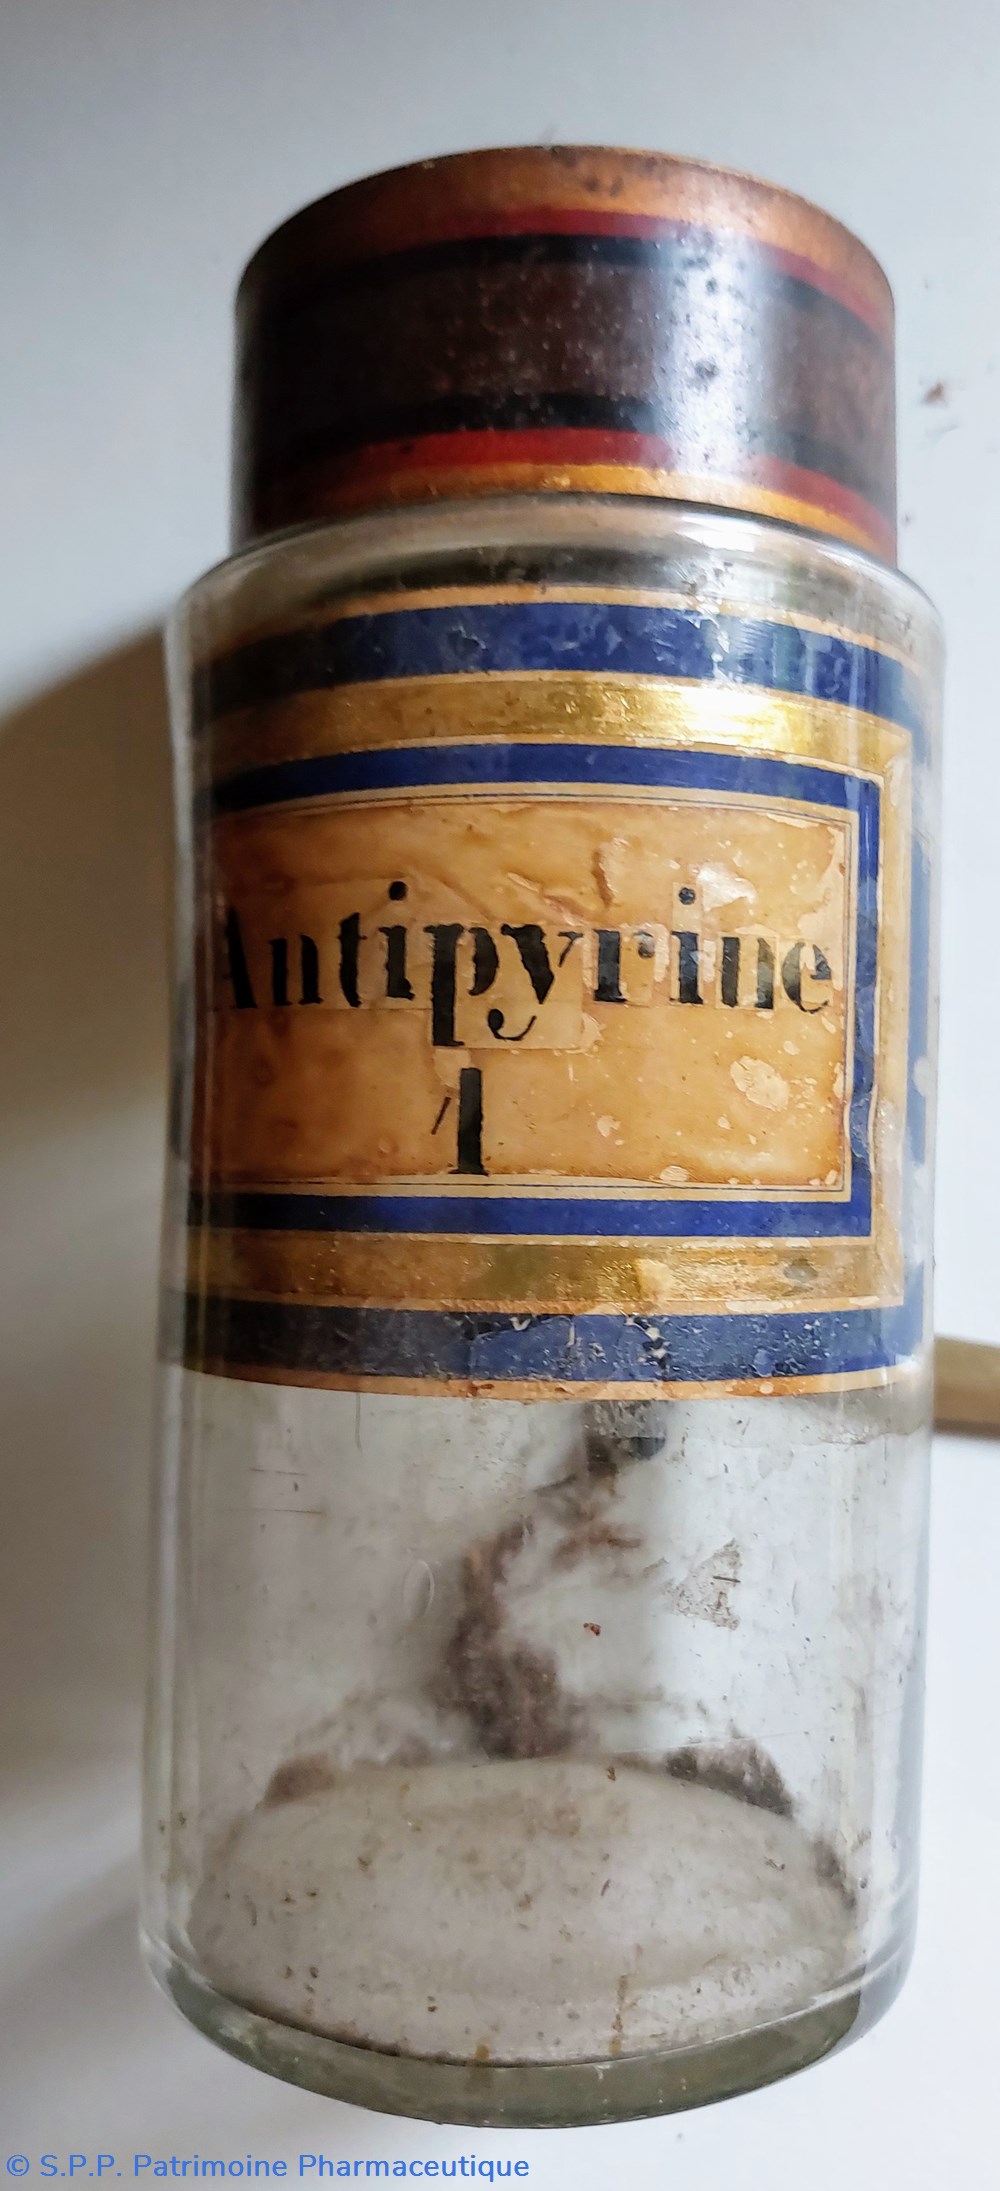 Antipyrine
1
© S.P.P. Patrimoine Pharmaceutique